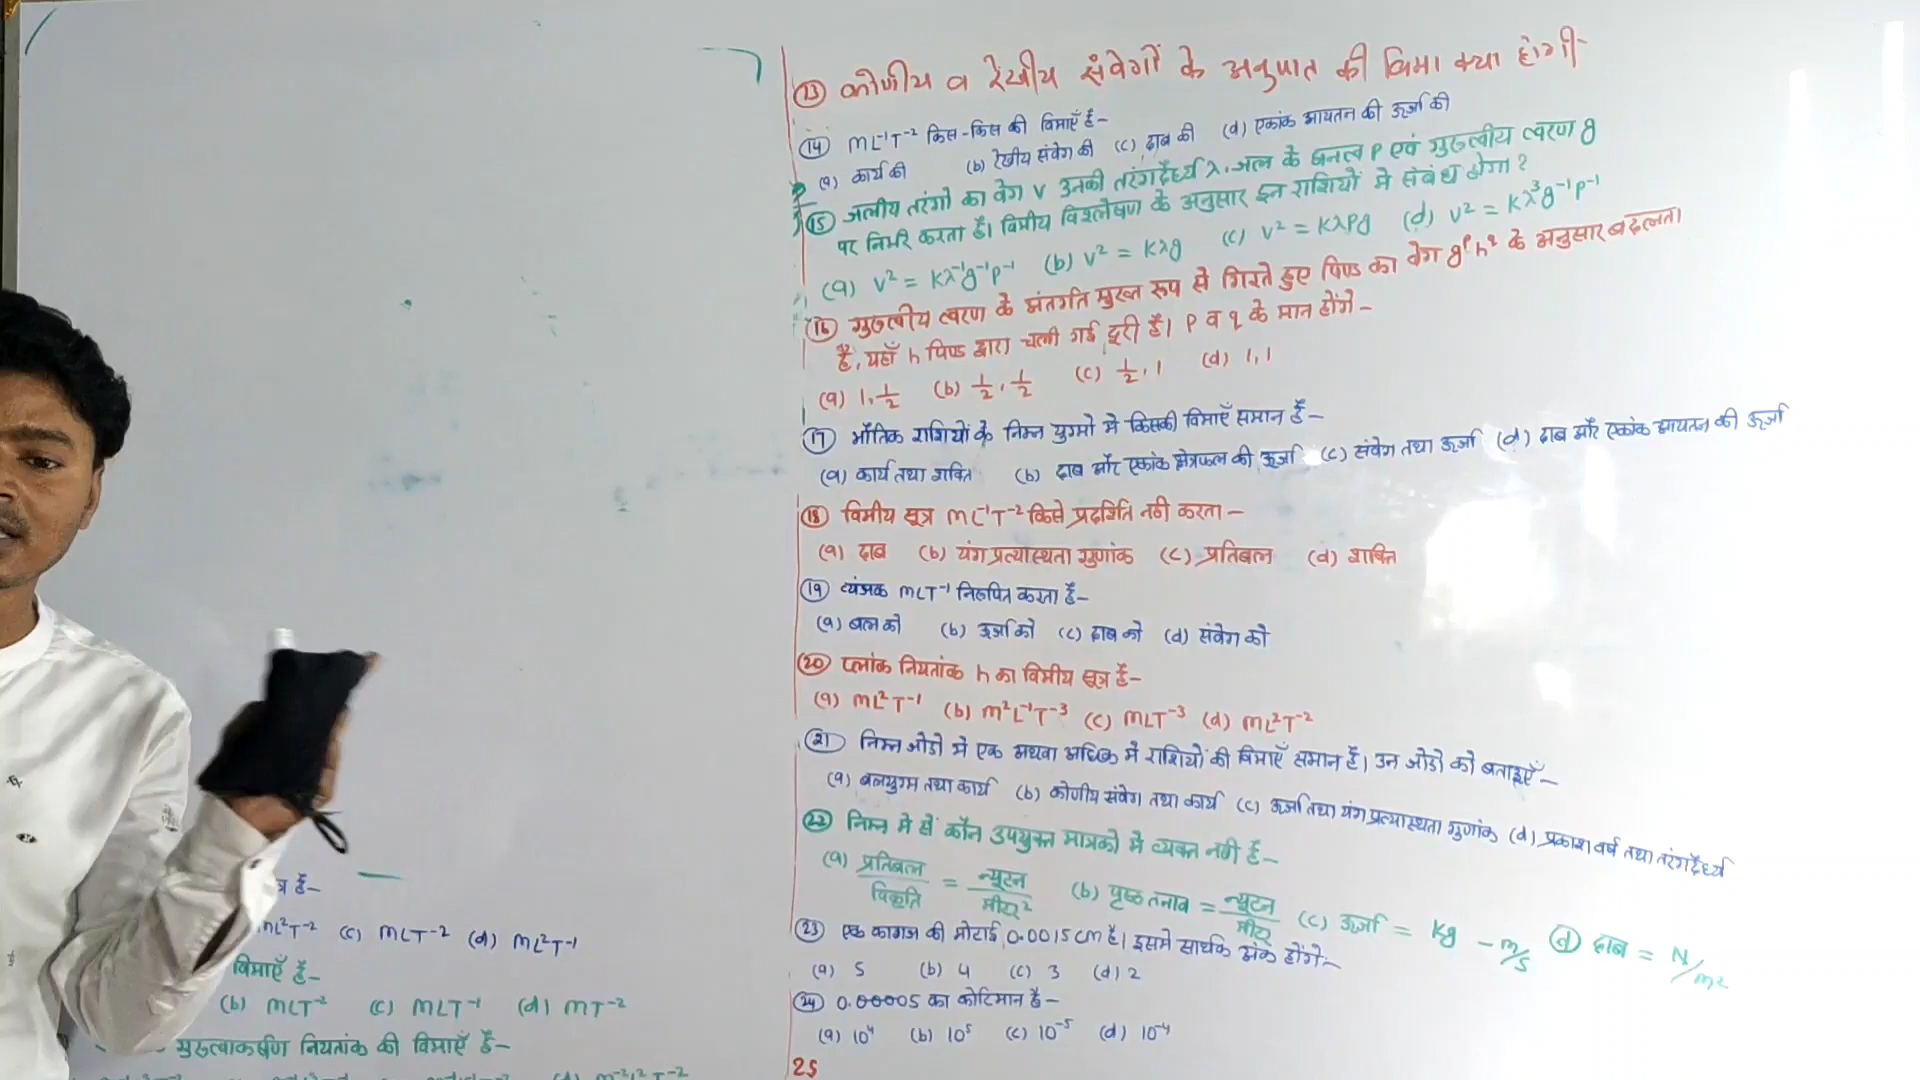 त्र हैं-
ML²T⁻² (c) MLT⁻² (d) ML²T⁻¹
विमाएँ हैं-
(b) MLT⁻² (c) MLT⁻¹ (d) MT⁻²
गुरुत्वाकर्षण नियतांक की विमाएँ हैं-
(13) कोणीय व रेखीय संवेगों के अनुपात की विमा क्या होगी-
(14) ML⁻¹T⁻² किस-किस की विमाएँ हैं-
(a) कार्य की (b) रेखीय संवेग की (c) दाब की (d) एकांक आयतन की ऊर्जा की
(15) जलीय तरंगो का वेग v उनकी तरंगदैर्ध्य λ, जल के घनत्व P एवं गुरुत्वीय त्वरण g
पर निर्भर करता है। विमीय विश्लेषण के अनुसार इन राशियों में संबंध होगा?
(a) v² = Kλ⁻¹g⁻¹p⁻¹ (b) v² = Kλg (c) v² = KλPg (d) v² = Kλ³g⁻¹p⁻¹
(16) गुरुत्वीय त्वरण के अंतर्गत मुक्त रूप से गिरते हुए पिण्ड का वेग gᵖh^q के अनुसार बदलता
है, यहाँ h पिण्ड द्वारा चली गई दूरी है। P व q के मान होंगे-
(a) 1, 1/2 (b) 1/2, 1/2 (c) 1/2, 1 (d) 1, 1
(17) भौतिक राशियों के निम्न युग्मो मे किसकी विमाएँ समान हैं-
(a) कार्य तथा शक्ति (b) दाब और एकांक क्षेत्रफल की ऊर्जा (c) संवेग तथा ऊर्जा (d) दाब और एकांक आयतन की ऊर्जा
(18) विमीय सूत्र ML⁻¹T⁻² किसे प्रदर्शित नही करता-
(a) दाब (b) यंग प्रत्यास्थता गुणांक (c) प्रतिबल (d) शक्ति
(19) व्यंजक MLT⁻¹ निरूपित करता है-
(a) बल को (b) ऊर्जा को (c) दाब को (d) संवेग को
(20) प्लांक नियतांक h का विमीय सूत्र है-
(a) ML²T⁻¹ (b) M²L⁻¹T⁻³ (c) MLT⁻³ (d) ML²T⁻²
(21) निम्न जोडो मे एक अथवा अधिक में राशियों की विमाएँ समान हैं। उन जोडो को बताइएँ-
(a) बलयुग्म तथा कार्य (b) कोणीय संवेग तथा कार्य (c) ऊर्जा तथा यंग प्रत्यास्थता गुणांक (d) प्रकाश वर्ष तथा तरंगदैर्ध्य
(22) निम्न मे सें कौन उपयुक्त मात्रको मे व्यक्त नही है-
(a) प्रतिबल/विकृति = न्यूटन/मीटर² (b) पृष्ठ तनाव = न्यूटन/मीटर (c) ऊर्जा = Kg - m/s (d) दाब = N/m²
(23) एक कागज की मोटाई 0.0015 cm है। इसमे सार्थक अंक होंगे-
(a) 5 (b) 4 (c) 3 (d) 2
(24) 0.00005 का कोटिमान है-
(a) 10⁴ (b) 10⁵ (c) 10⁻⁵ (d) 10⁻⁴
25